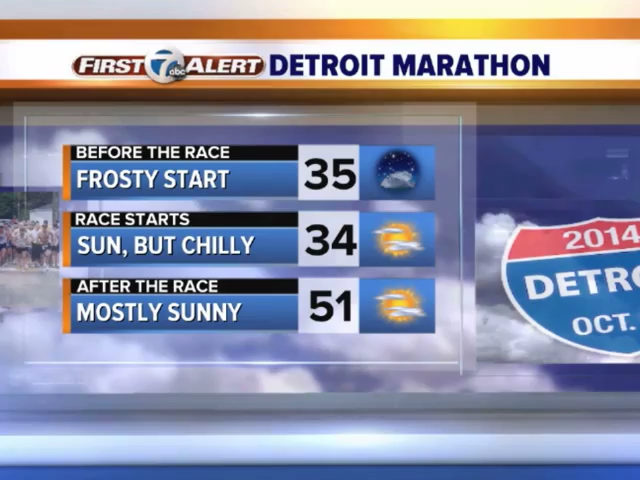 FIRST 7 abc ALERT DETROIT MARATHON
BEFORE THE RACE
FROSTY START
35
RACE STARTS
SUN, BUT CHILLY
34
AFTER THE RACE
MOSTLY SUNNY
51
2014
DETRO
OCT.